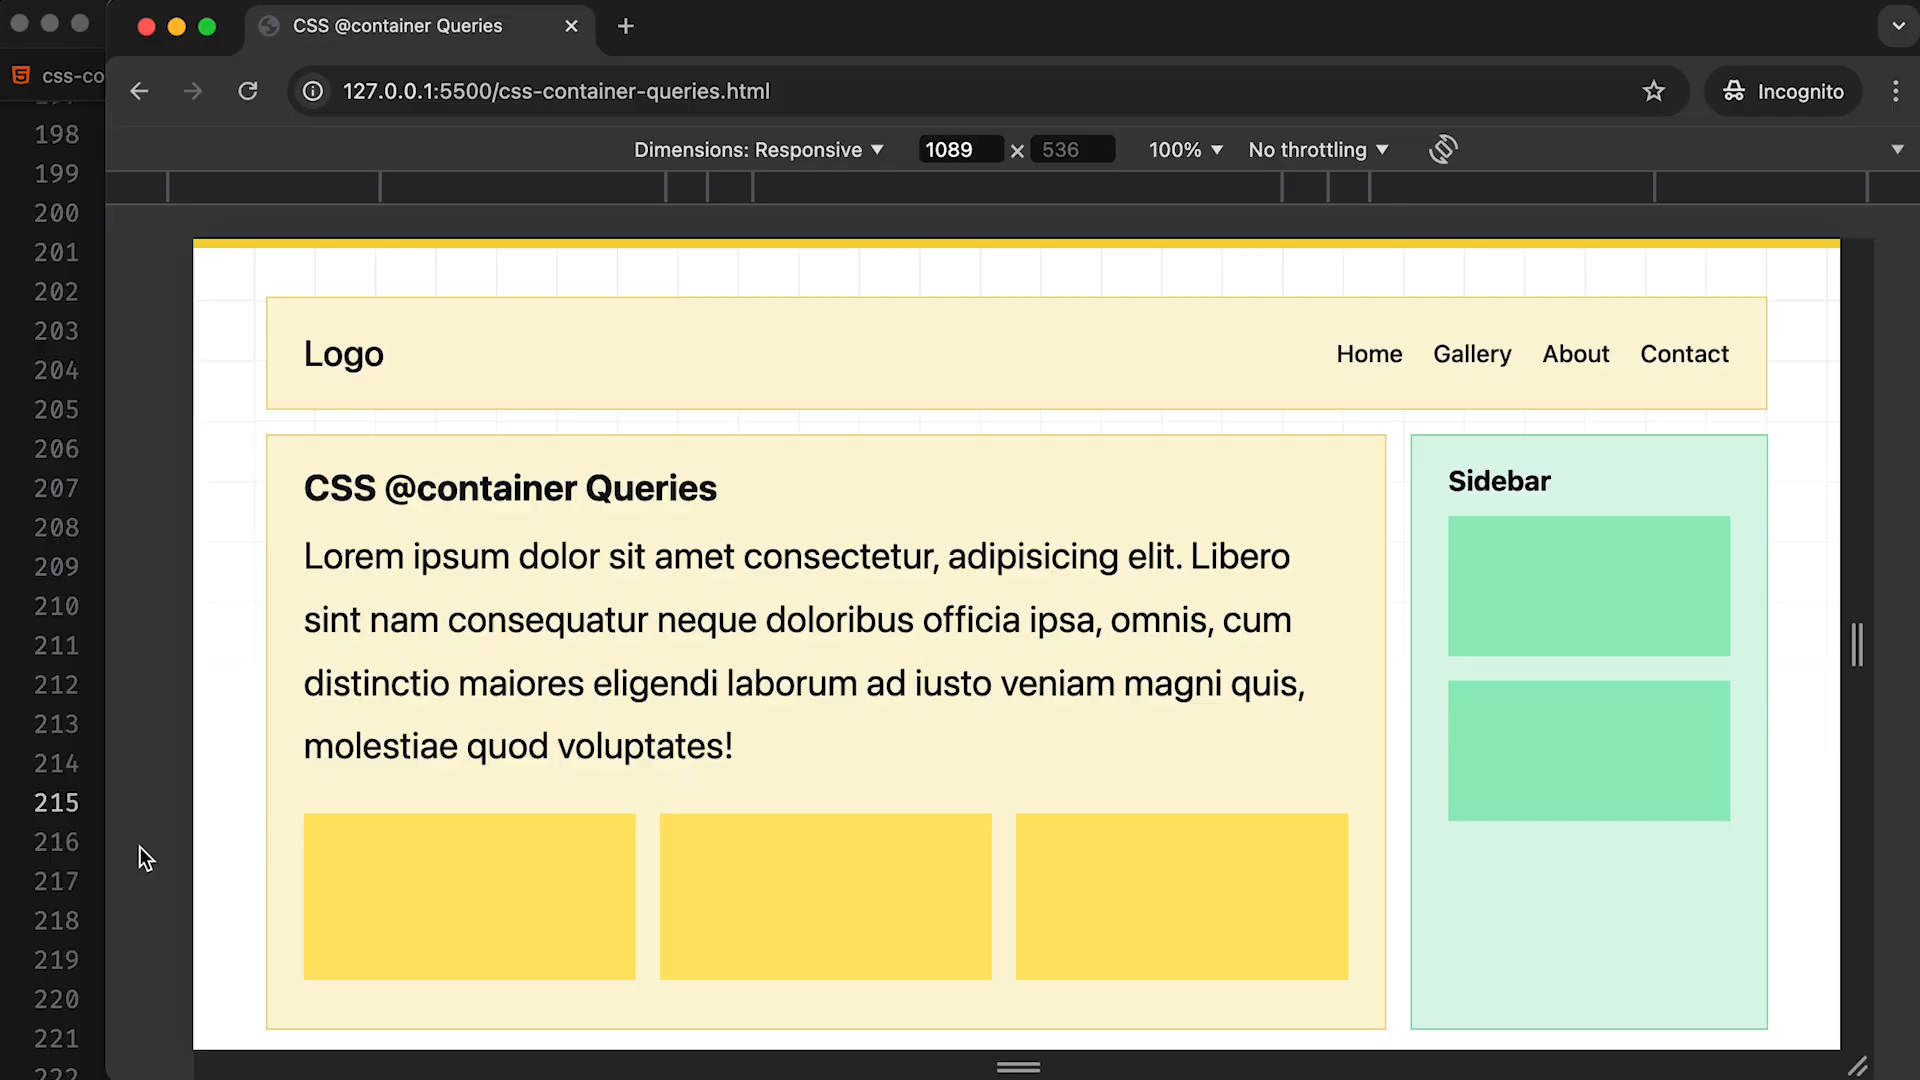 CSS @container Queries
css-co
127.0.0.1:5500/css-container-queries.html
Incognito
Dimensions: Responsive 1089 × 536 100% No throttling
198
199
200
201
202
203
204
205
206
207
208
209
210
211
212
213
214
215
216
217
218
219
220
221
222
Logo
Home Gallery About Contact
CSS @container Queries
Lorem ipsum dolor sit amet consectetur, adipisicing elit. Libero
sint nam consequatur neque doloribus officia ipsa, omnis, cum
distinctio maiores eligendi laborum ad iusto veniam magni quis,
molestiae quod voluptates!
Sidebar